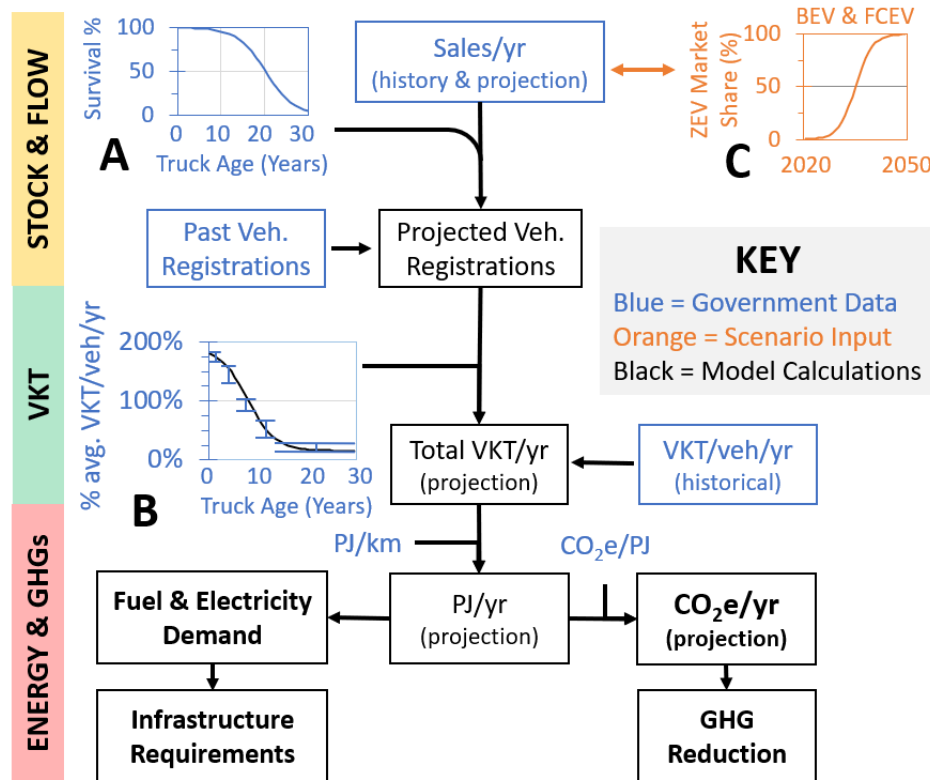 STOCK & FLOW
Survival %
100
50
0
0 10 20 30
Truck Age (Years)
A
Sales/yr
(history & projection)
BEV & FCEV
ZEV Market
Share (%)
100
50
0
2020 2050
C
Past Veh.
Registrations
Projected Veh.
Registrations
KEY
Blue = Government Data
Orange = Scenario Input
Black = Model Calculations
VKT
% avg. VKT/veh/yr
200%
100%
0%
0 10 20 30
Truck Age (Years)
B
Total VKT/yr
(projection)
VKT/veh/yr
(historical)
ENERGY & GHGs
PJ/km
CO₂e/PJ
Fuel & Electricity
Demand
PJ/yr
(projection)
CO₂e/yr
(projection)
Infrastructure
Requirements
GHG
Reduction